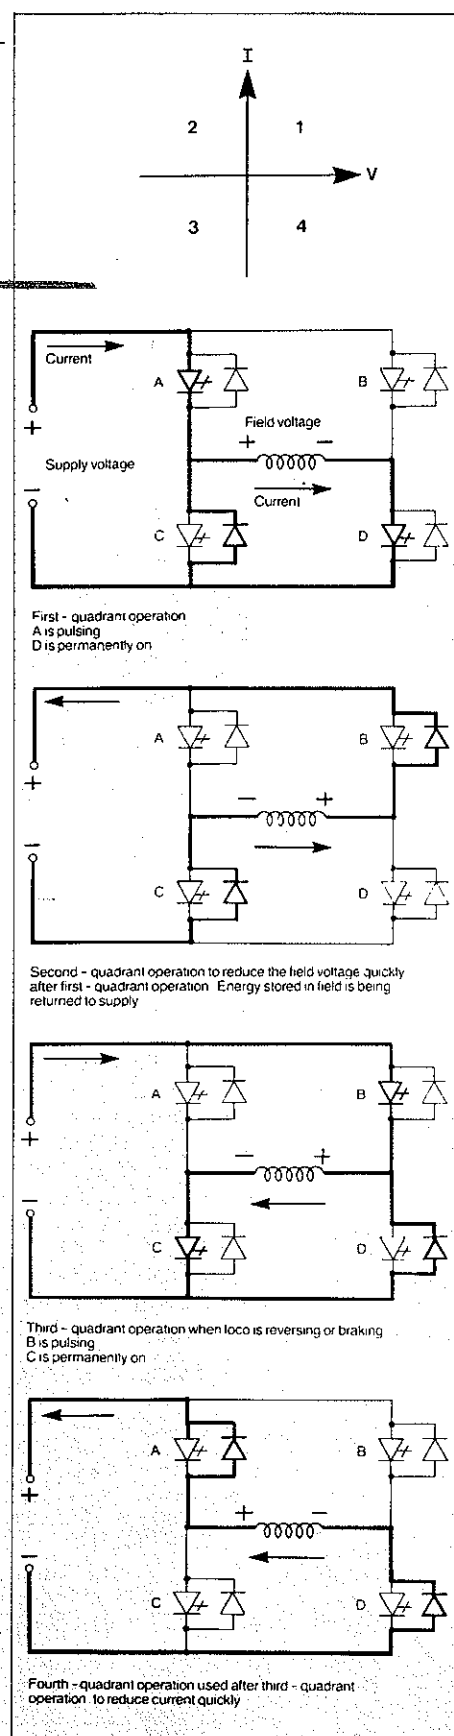 I
2 1
V
3 4
Current
A B
+ Field voltage
+ −
Supply voltage
−
Current
C D
First - quadrant operation
A is pulsing
D is permanently on
A B
+
− +
−
C D
Second - quadrant operation to reduce the field voltage quickly
after first - quadrant operation Energy stored in field is being
returned to supply
A B
+
− +
−
C D
Third - quadrant operation when loco is reversing or braking
B is pulsing
C is permanently on
A B
+
+ −
−
C D
Fourth - quadrant operation used after third - quadrant
operation to reduce current quickly